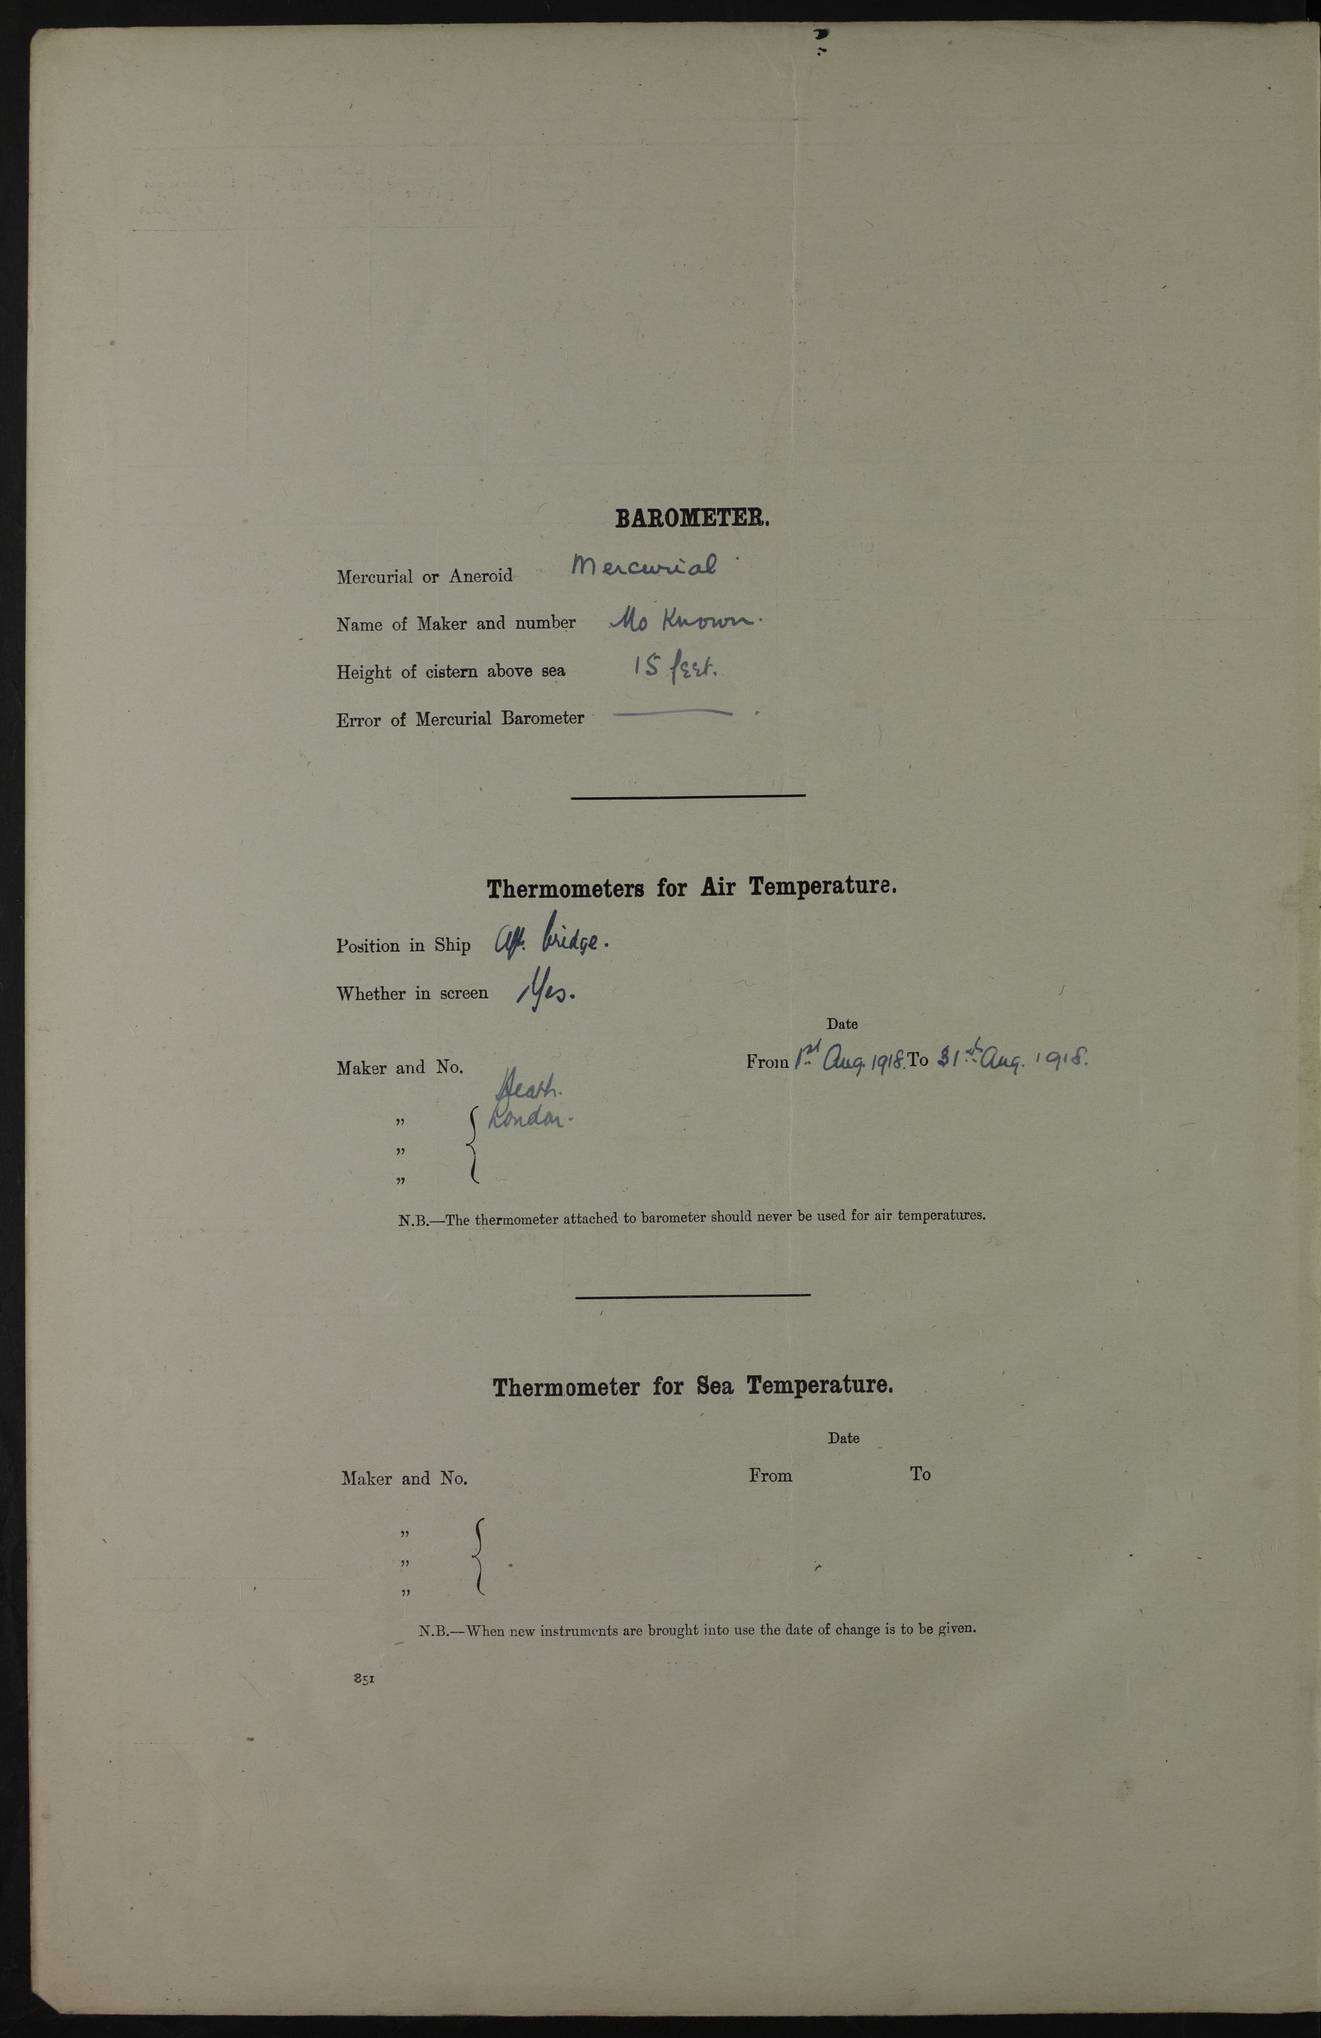 BAROMETER.
Mercurial or Aneroid Mercurial
Name of Maker and number No Known.
Height of cistern above sea 15 feet.
Error of Mercurial Barometer ——
Thermometers for Air Temperature.
Position in Ship Aft. bridge.
Whether in screen Yes.
Date
Maker and No. From 1st Aug. 1918. To 31st Aug. 1918.
Heath.
„ { London.
„
„
N.B.—The thermometer attached to barometer should never be used for air temperatures.
Thermometer for Sea Temperature.
Date
Maker and No. From To
„
„ {
„
N.B.—When new instruments are brought into use the date of change is to be given.
851